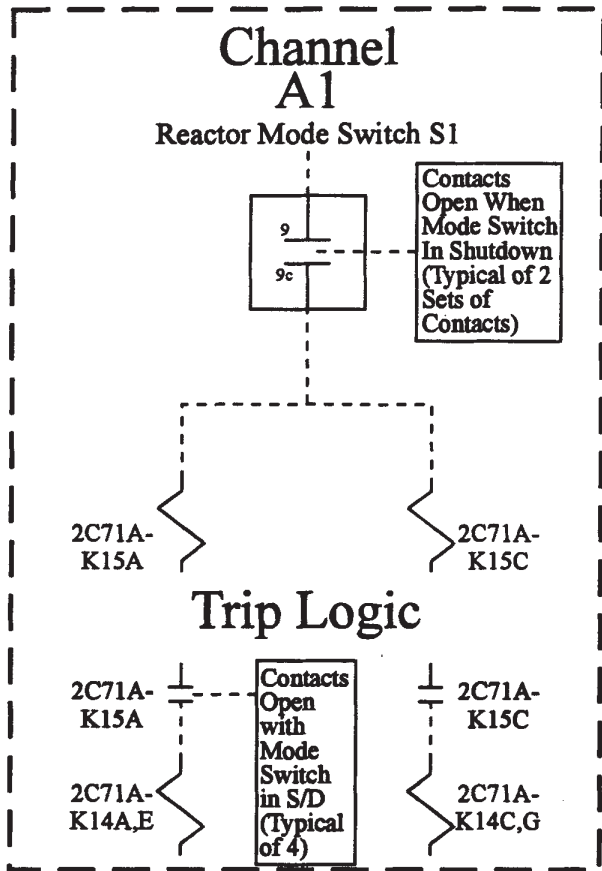 Channel
A1
Reactor Mode Switch S1
9
9c
Contacts
Open When
Mode Switch
In Shutdown
(Typical of 2
Sets of
Contacts)
2C71A-
K15A
2C71A-
K15C
Trip Logic
2C71A-
K15A
Contacts
Open
with
Mode
Switch
in S/D
(Typical
of 4)
2C71A-
K15C
2C71A-
K14A,E
2C71A-
K14C,G